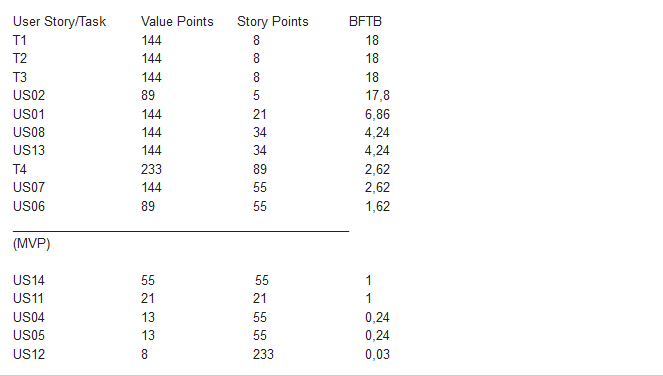 User Story/Task Value Points Story Points BFTB
T1 144 8 18
T2 144 8 18
T3 144 8 18
US02 89 5 17,8
US01 144 21 6,86
US08 144 34 4,24
US13 144 34 4,24
T4 233 89 2,62
US07 144 55 2,62
US06 89 55 1,62
(MVP)
US14 55 55 1
US11 21 21 1
US04 13 55 0,24
US05 13 55 0,24
US12 8 233 0,03